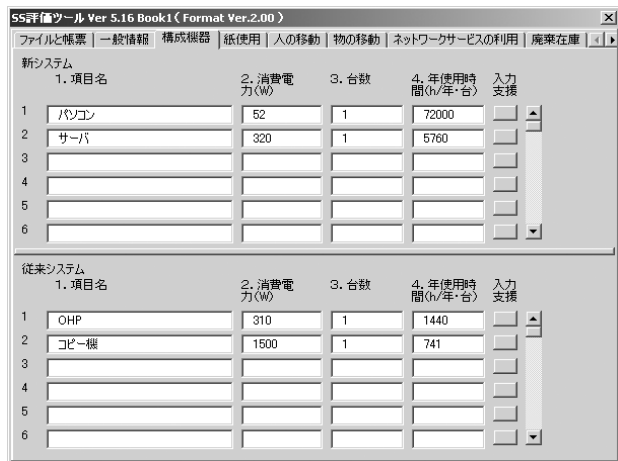 SS評価ツール Ver 5.16 Book1( Format Ver.2.00 )
ファイルと帳票 一般情報 構成機器 紙使用 人の移動 物の移動 ネットワークサービスの利用 廃棄在庫
新システム
1. 項目名 2. 消費電力(W) 3. 台数 4. 年使用時間(h/年・台) 入力支援
1 パソコン 52 1 72000
2 サーバ 320 1 5760
3
4
5
6
従来システム
1. 項目名 2. 消費電力(W) 3. 台数 4. 年使用時間(h/年・台) 入力支援
1 OHP 310 1 1440
2 コピー機 1500 1 741
3
4
5
6